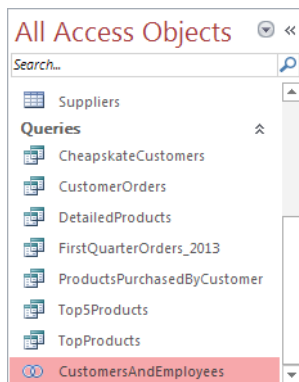 All Access Objects
Search...
Suppliers
Queries
CheapskateCustomers
CustomerOrders
DetailedProducts
FirstQuarterOrders_2013
ProductsPurchasedByCustomer
Top5Products
TopProducts
CustomersAndEmployees